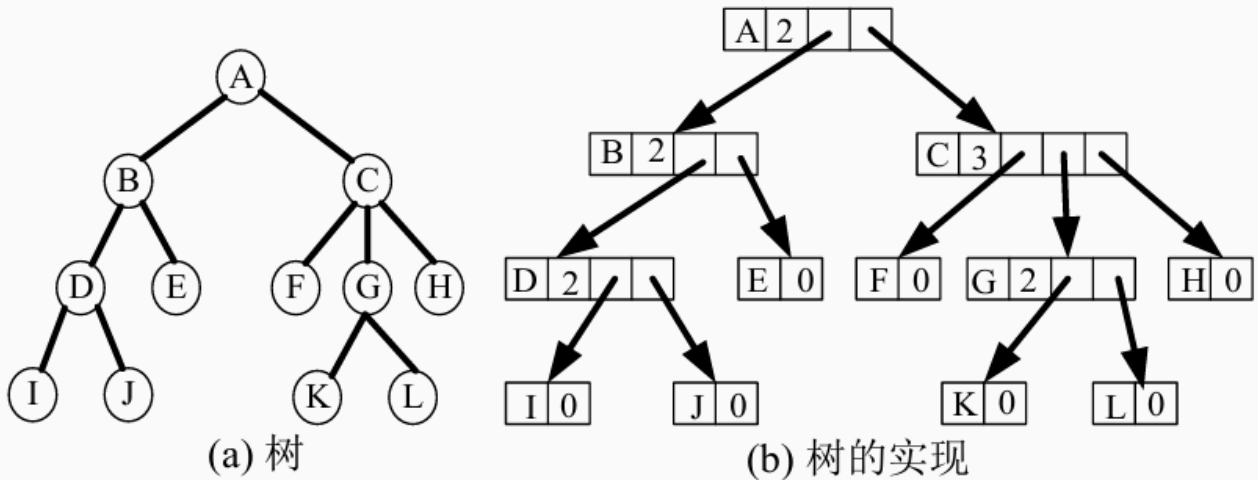 A
B C
D E F G H
I J K L
(a) 树
A 2
B 2 C 3
D 2 E 0 F 0 G 2 H 0
I 0 J 0 K 0 L 0
(b) 树的实现